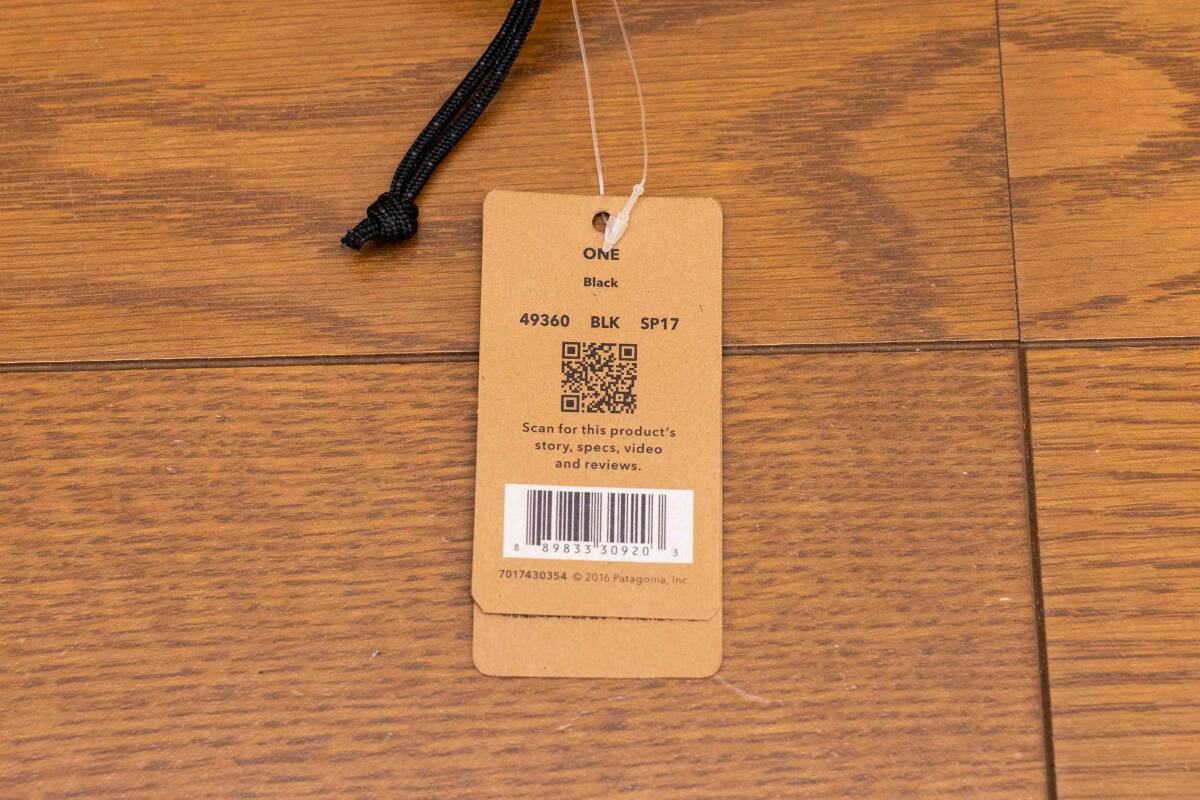 ONE
Black
49360 BLK SP17
Scan for this product's
story, specs, video
and reviews.
8 89833 30920 3
7017430354 © 2016 Patagonia, Inc.